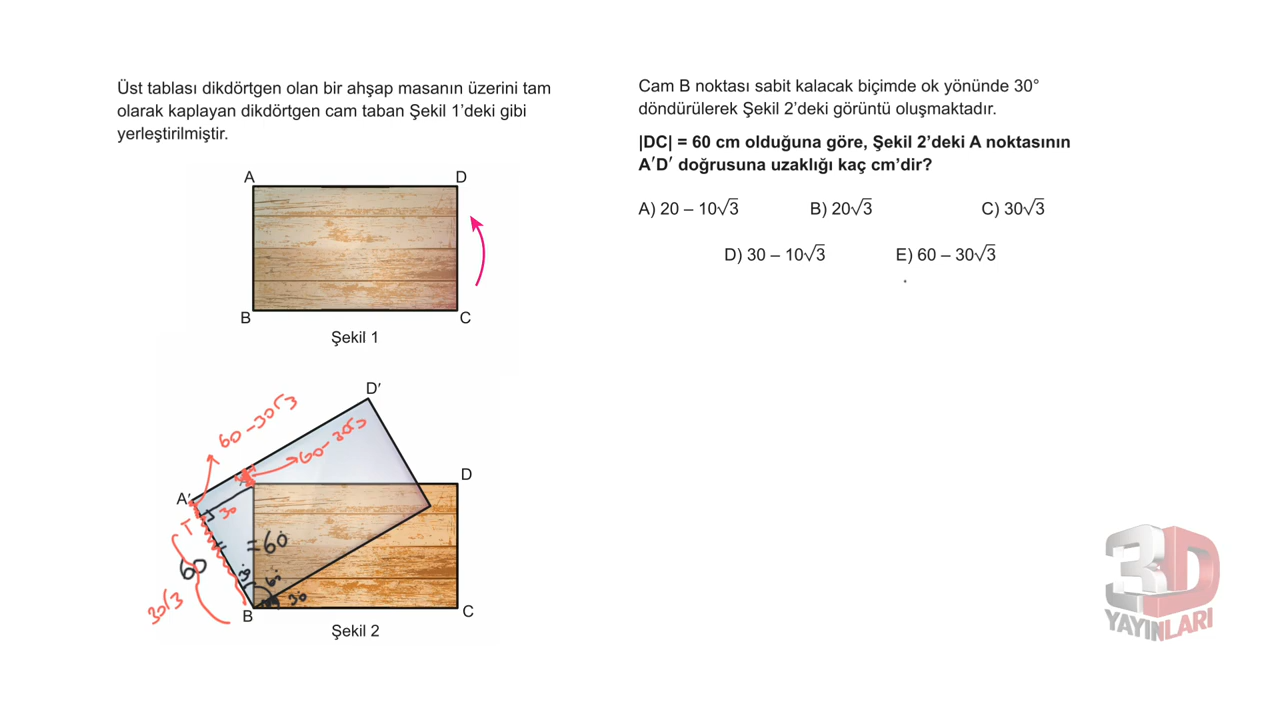 Üst tablası dikdörtgen olan bir ahşap masanın üzerini tam
olarak kaplayan dikdörtgen cam taban Şekil 1'deki gibi
yerleştirilmiştir.
A
D
B
C
Şekil 1
D′
60 - 30√3
60 - 30√3
A′
D
T
30
= 60
60
30
60
30
30√3
B
C
Şekil 2
Cam B noktası sabit kalacak biçimde ok yönünde 30°
döndürülerek Şekil 2'deki görüntü oluşmaktadır.
|DC| = 60 cm olduğuna göre, Şekil 2'deki A noktasının
A′D′ doğrusuna uzaklığı kaç cm'dir?
A) 20 – 10√3 B) 20√3 C) 30√3
D) 30 – 10√3 E) 60 – 30√3
3D
YAYINLARI